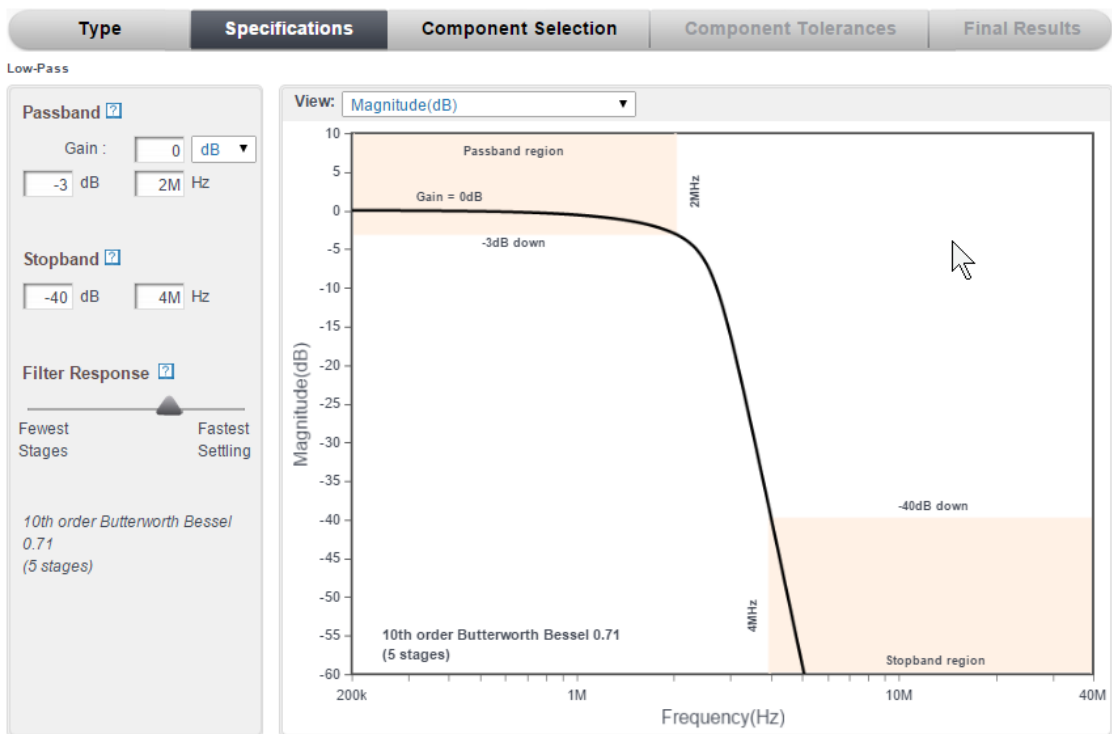 Type Specifications Component Selection Component Tolerances Final Results
Low-Pass
Passband ?
Gain : 0 dB
-3 dB 2M Hz
Stopband ?
-40 dB 4M Hz
Filter Response ?
Fewest Fastest
Stages Settling
10th order Butterworth Bessel
0.71
(5 stages)
View: Magnitude(dB)
Magnitude(dB)
10
5
0
-5
-10
-15
-20
-25
-30
-35
-40
-45
-50
-55
-60
Passband region
Gain = 0dB
2MHz
-3dB down
-40dB down
4MHz
10th order Butterworth Bessel 0.71
(5 stages)
Stopband region
200k 1M 10M 40M
Frequency(Hz)